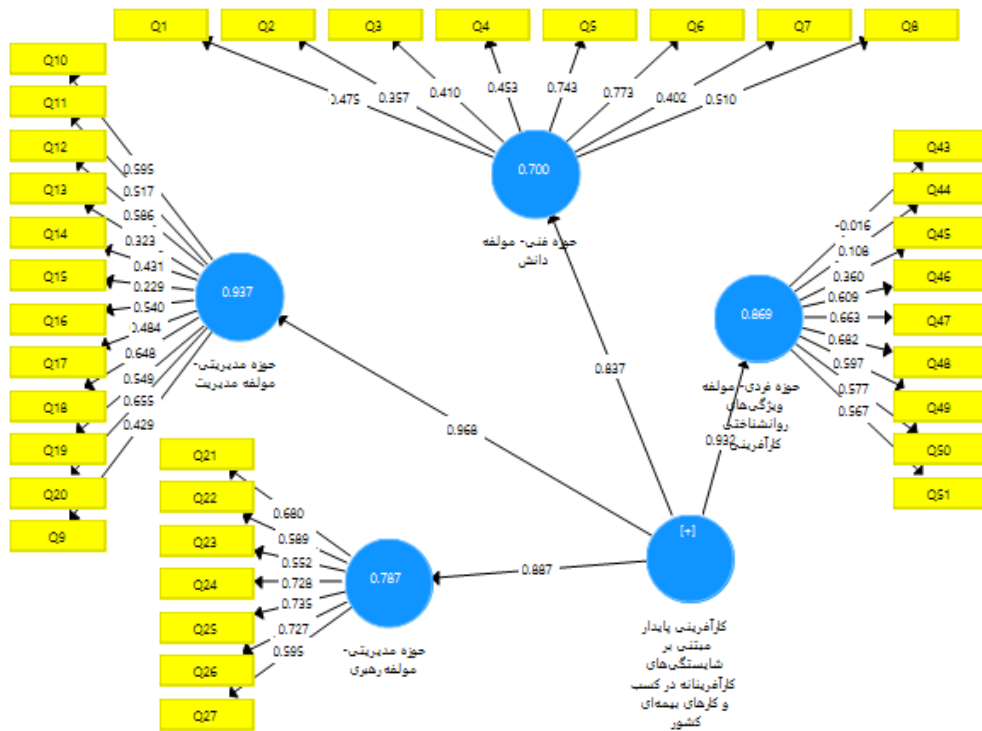 Q1
Q2
Q3
Q4
Q5
Q6
Q7
Q8
0.475
0.357
0.410
0.453
0.743
0.773
0.402
0.510
0.700
حوزه فنی- مولفه
دانش
Q10
Q11
Q12
Q13
Q14
Q15
Q16
Q17
Q18
Q19
Q20
Q9
0.595
0.517
0.586
0.323
0.431
0.229
0.540
0.484
0.648
0.549
0.655
0.429
0.937
حوزه مدیریتی-
مولفه مدیریت
Q43
Q44
Q45
Q46
Q47
Q48
Q49
Q50
Q51
-0.016
0.108
0.360
0.609
0.663
0.682
0.597
0.577
0.567
0.869
حوزه فردی- مولفه
ویژگی‌های
روانشناختی
کارآفرینی
0.837
0.932
0.968
0.887
Q21
Q22
Q23
Q24
Q25
Q26
Q27
0.680
0.589
0.552
0.728
0.735
0.727
0.595
0.787
حوزه مدیریتی-
مولفه رهبری
[+]
کارآفرینی پایدار
مبتنی بر
شایستگی‌های
کارآفرینانه در کسب
و کارهای بیمه‌ای
کشور